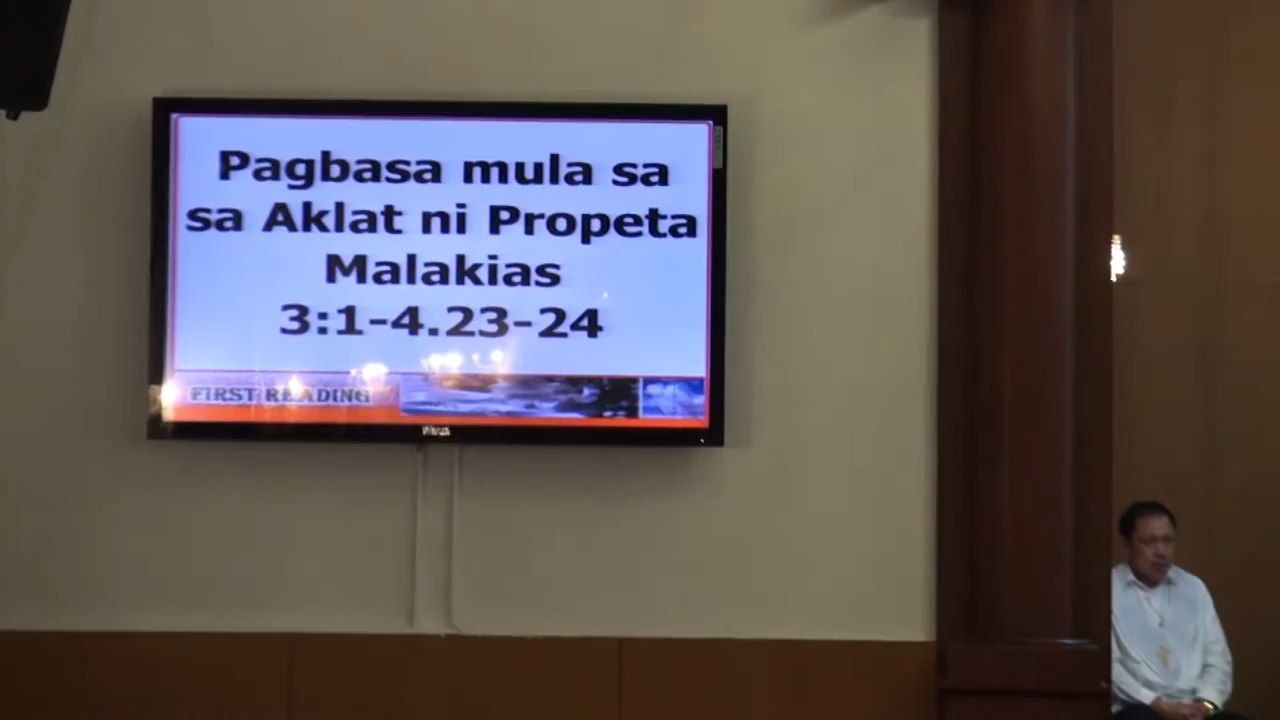 Pagbasa mula sa
sa Aklat ni Propeta
Malakias
3:1-4.23-24
FIRST READING